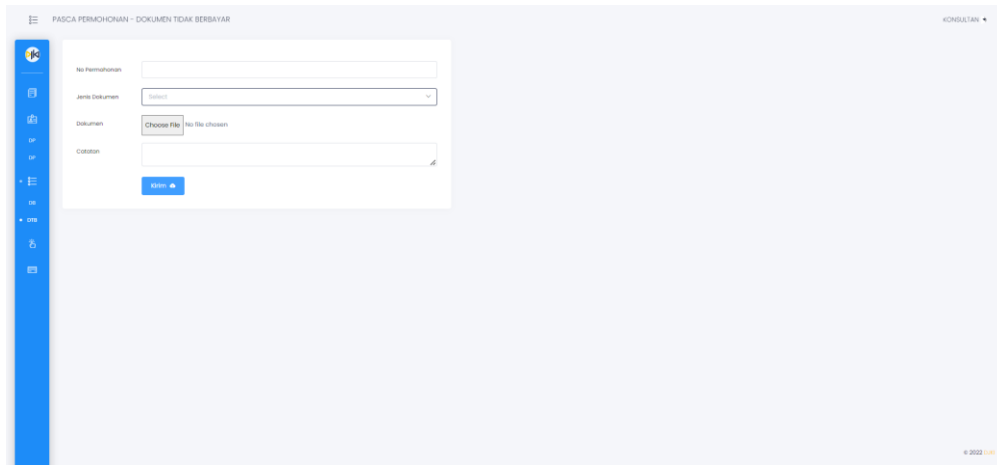 PASCA PERMOHONAN - DOKUMEN TIDAK BERBAYAR
KONSULTAN
No Permohonan
Jenis Dokumen
Select
Dokumen
Choose File No file chosen
Catatan
Kirim
DP
DP
DB
DTB
© 2022